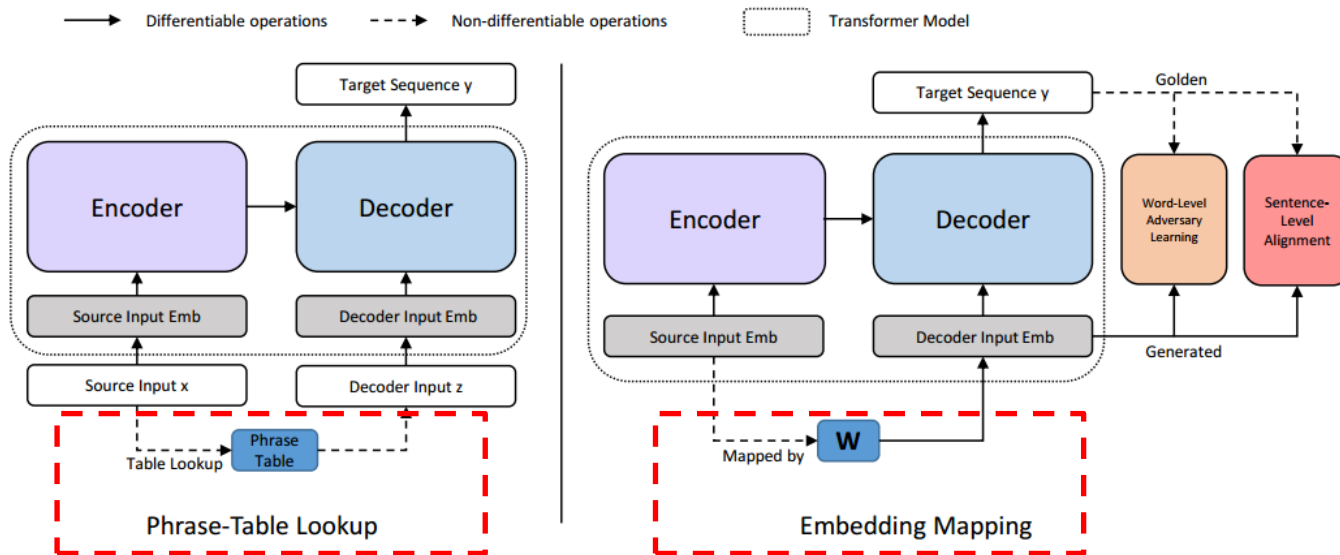 Differentiable operations
Non-differentiable operations
Transformer Model
Target Sequence y
Encoder
Decoder
Source Input Emb
Decoder Input Emb
Source Input x
Decoder Input z
Table Lookup
Phrase
Table
Phrase-Table Lookup
Target Sequence y
Golden
Encoder
Decoder
Word-Level
Adversary
Learning
Sentence-
Level
Alignment
Source Input Emb
Decoder Input Emb
Generated
Mapped by
W
Embedding Mapping